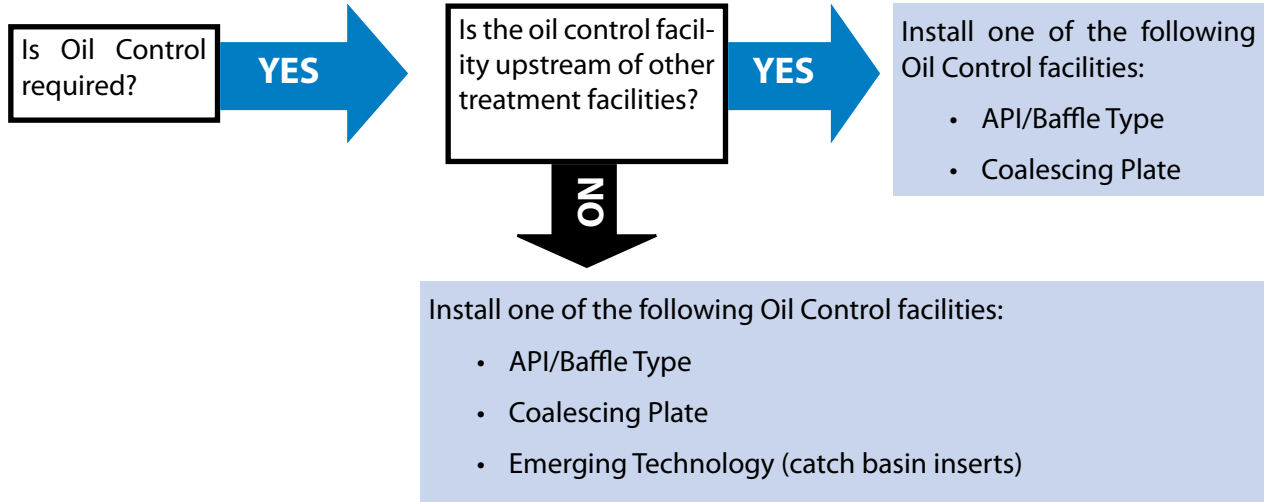 Is Oil Control
required?
YES
Is the oil control facil-
ity upstream of other
treatment facilities?
YES
Install one of the following
Oil Control facilities:
• API/Baffle Type
• Coalescing Plate
NO
Install one of the following Oil Control facilities:
• API/Baffle Type
• Coalescing Plate
• Emerging Technology (catch basin inserts)